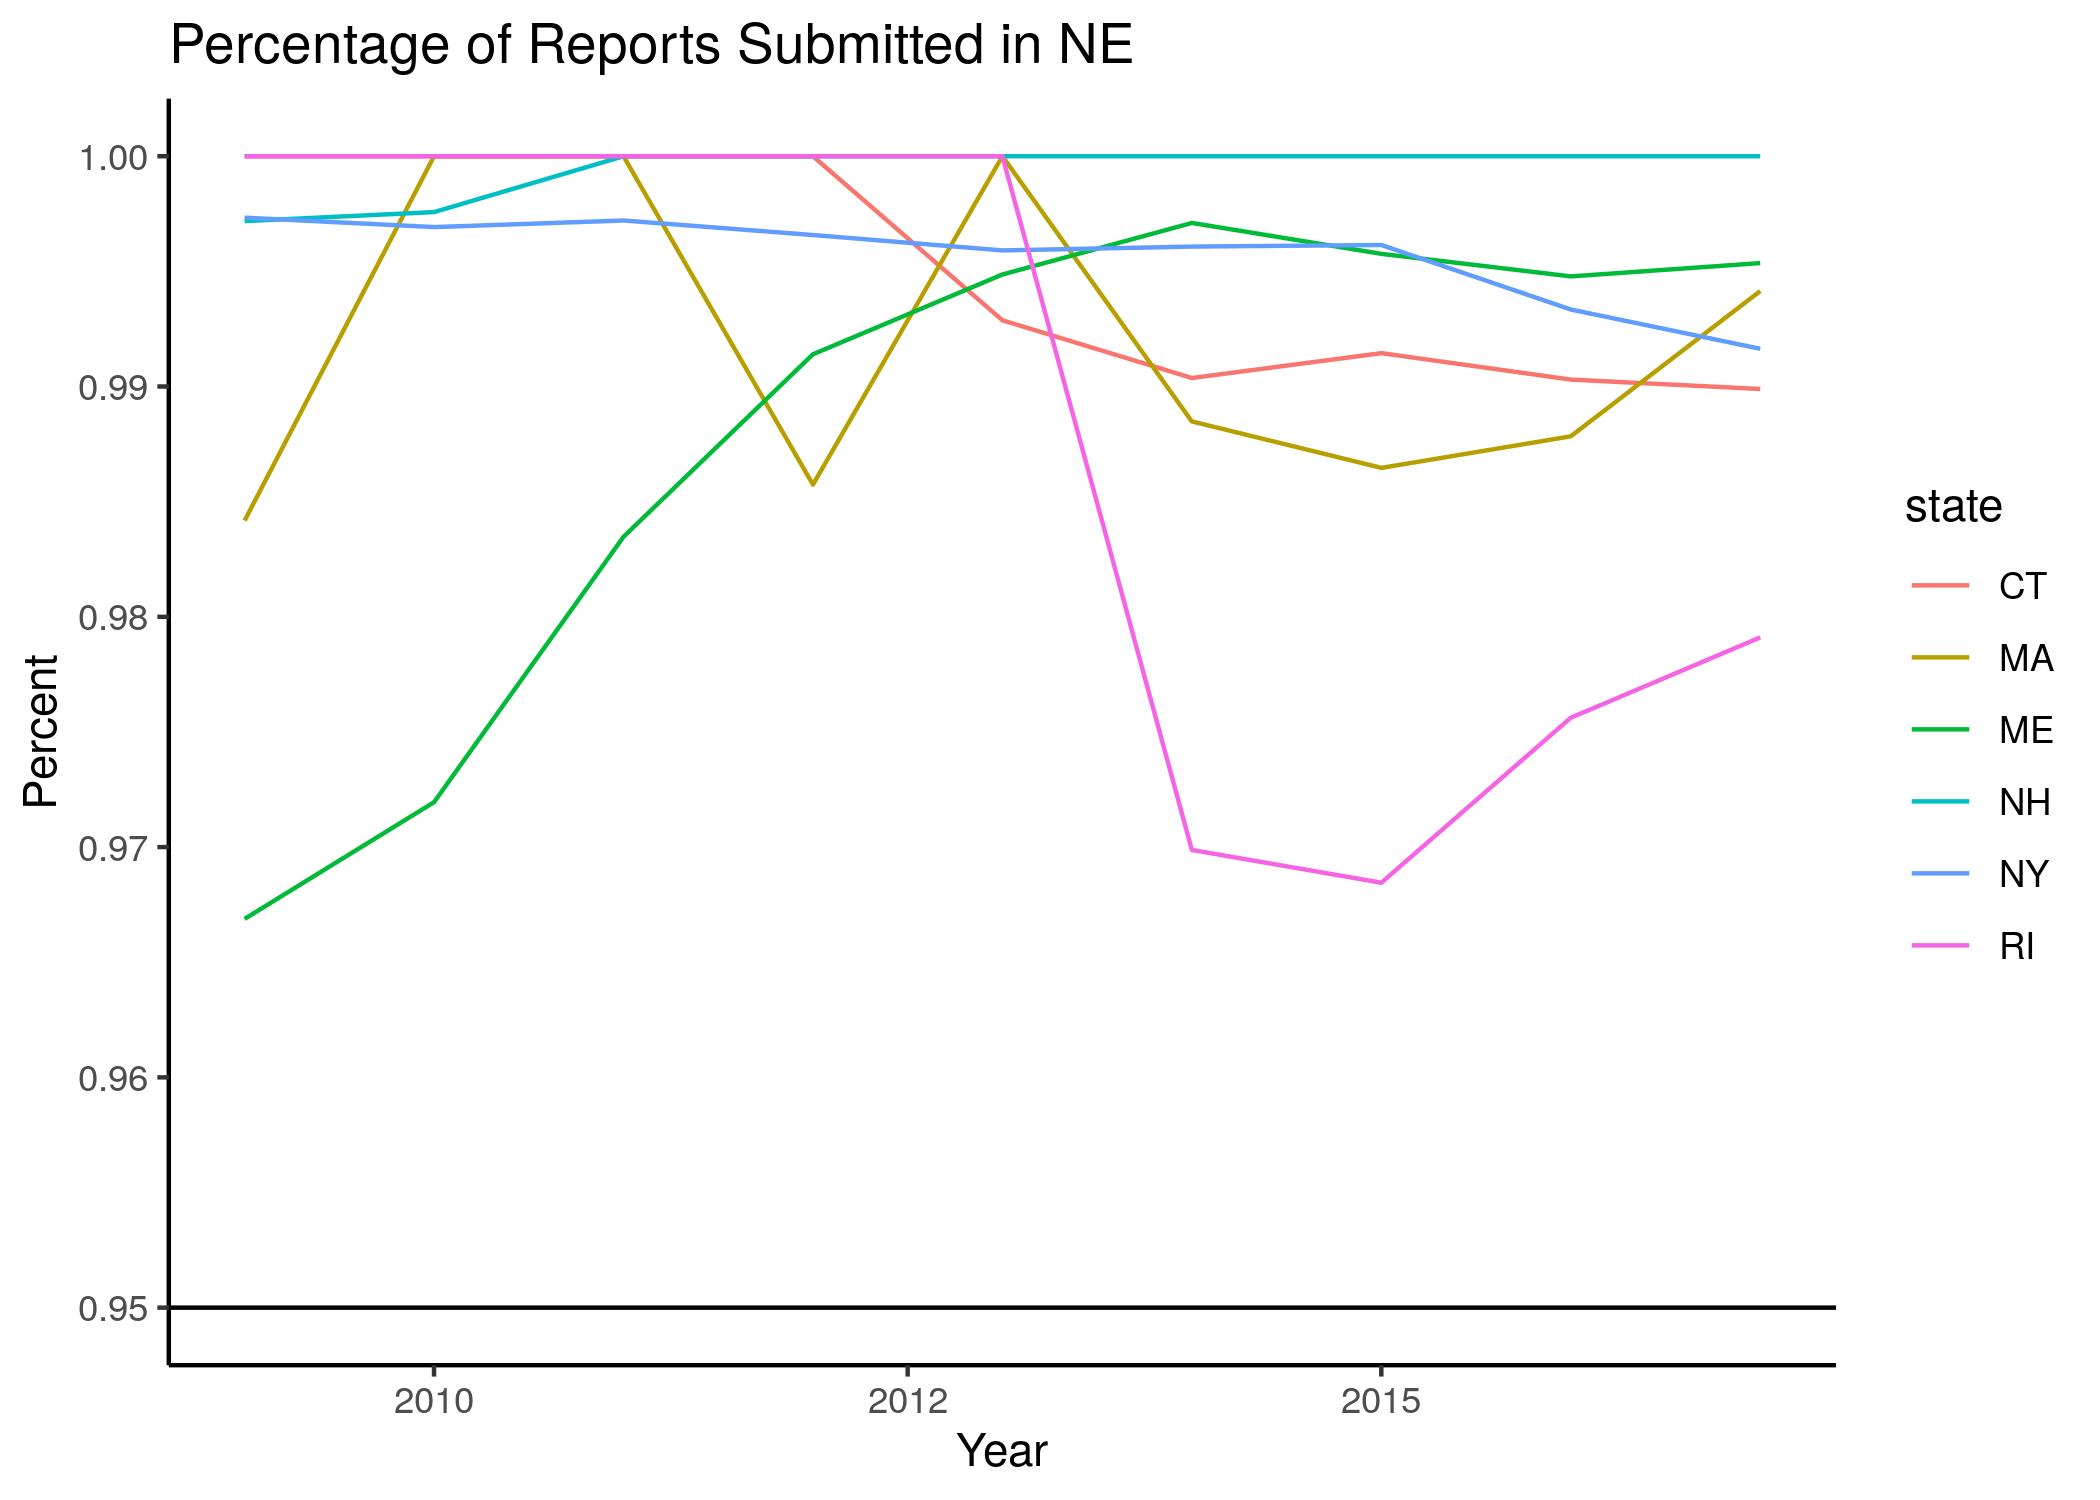 Percentage of Reports Submitted in NE
1.00
0.99
0.98
0.97
0.96
0.95
Percent
2010
2012
2015
Year
state
CT
MA
ME
NH
NY
RI